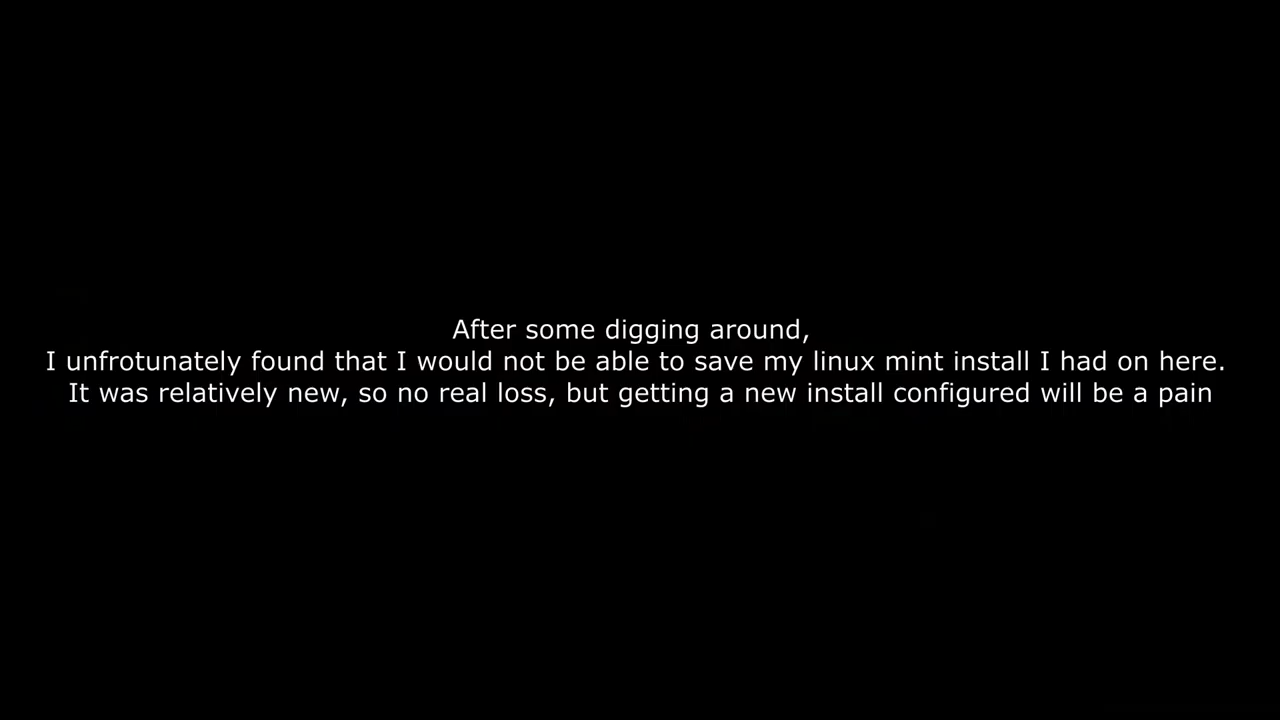 After some digging around,
I unfrotunately found that I would not be able to save my linux mint install I had on here.
It was relatively new, so no real loss, but getting a new install configured will be a pain